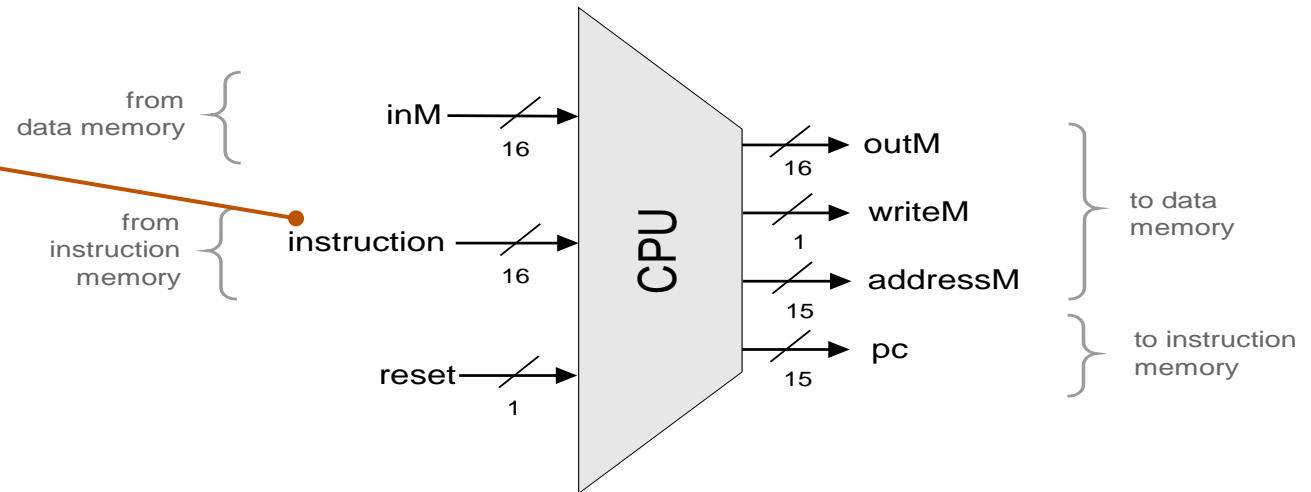 from
data memory
inM
16
from
instruction
memory
instruction
16
reset
1
CPU
outM
16
writeM
1
addressM
15
pc
15
to data
memory
to instruction
memory